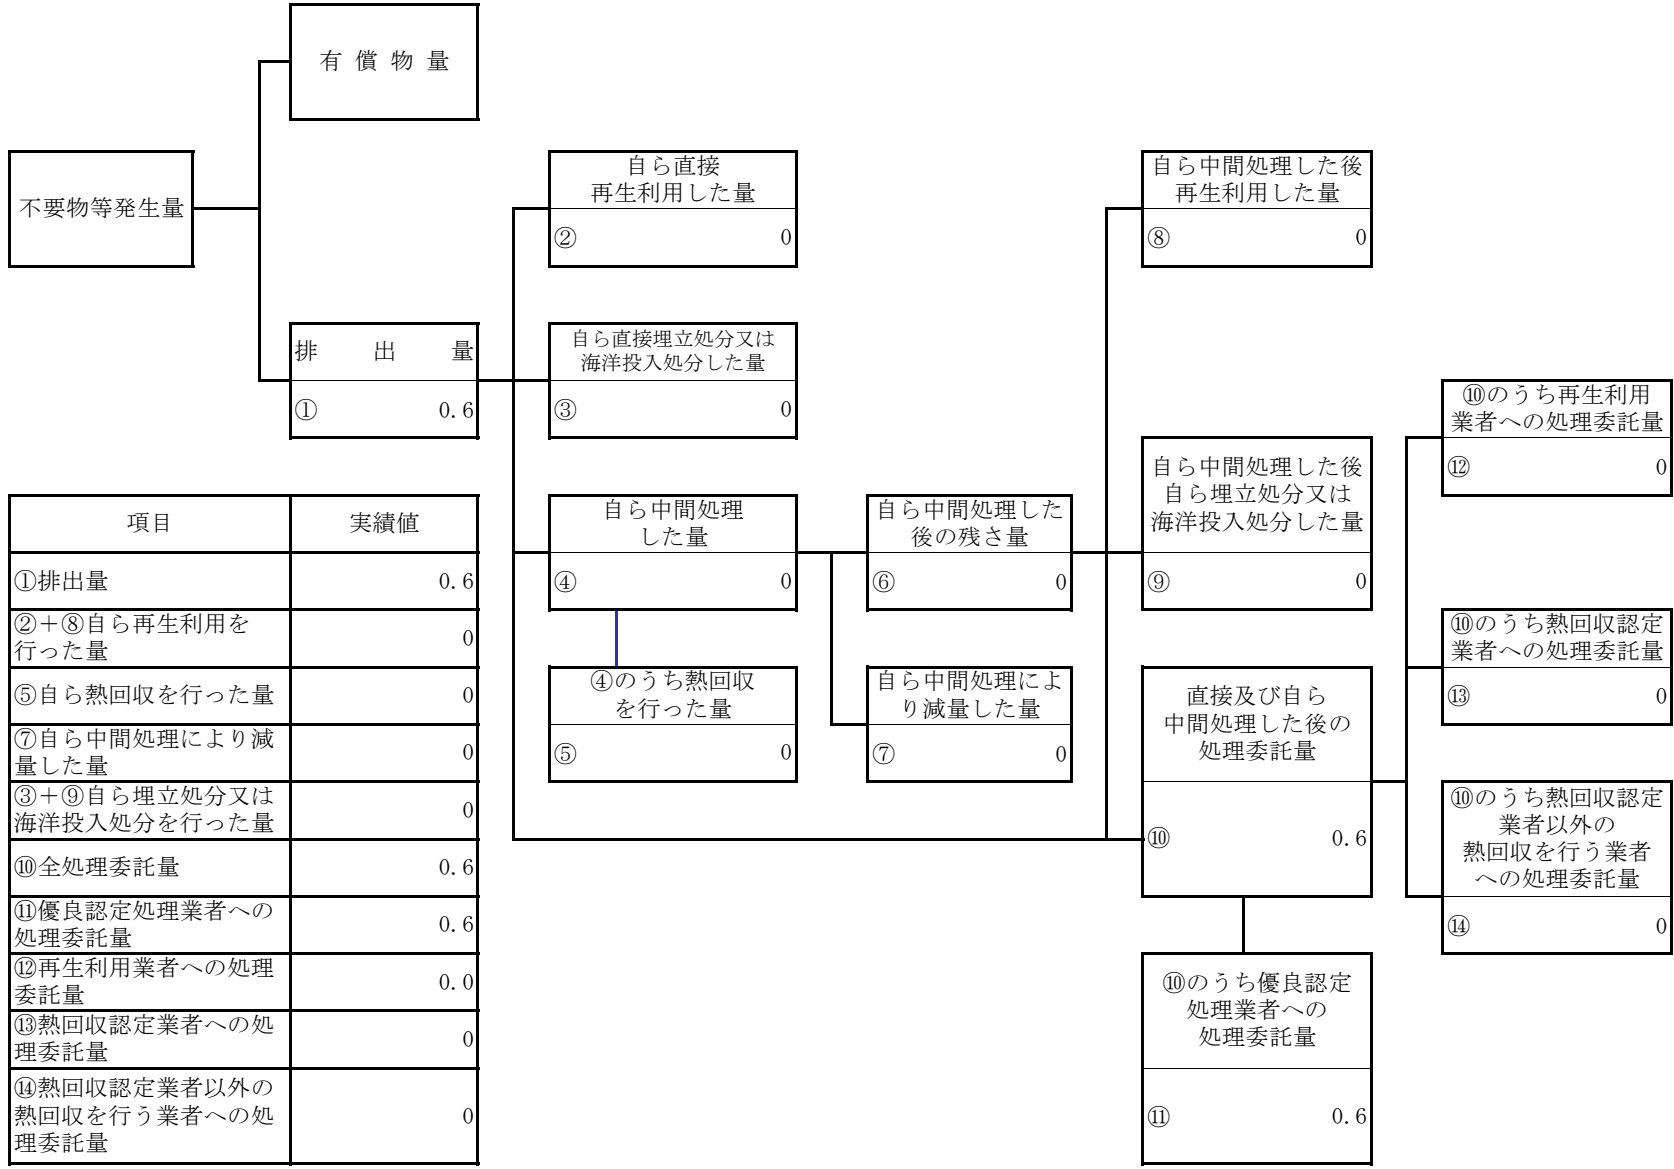 有償物量
不要物等発生量
自ら直接
再生利用した量
② 0
自ら中間処理した後
再生利用した量
⑧ 0
排出量
① 0.6
自ら直接埋立処分又は
海洋投入処分した量
③ 0
⑩のうち再生利用
業者への処理委託量
⑫ 0
自ら中間処理した後
自ら埋立処分又は
海洋投入処分した量
⑨ 0
自ら中間処理
した量
④ 0
自ら中間処理した
後の残さ量
⑥ 0
⑩のうち熱回収認定
業者への処理委託量
⑬ 0
④のうち熱回収
を行った量
⑤ 0
自ら中間処理によ
り減量した量
⑦ 0
直接及び自ら
中間処理した後の
処理委託量
⑩ 0.6
⑩のうち熱回収認定
業者以外の
熱回収を行う業者
への処理委託量
⑭ 0
⑩のうち優良認定
処理業者への
処理委託量
⑪ 0.6
項目 実績値
①排出量 0.6
②＋⑧自ら再生利用を
行った量 0
⑤自ら熱回収を行った量 0
⑦自ら中間処理により減
量した量 0
③＋⑨自ら埋立処分又は
海洋投入処分を行った量 0
⑩全処理委託量 0.6
⑪優良認定処理業者への
処理委託量 0.6
⑫再生利用業者への処理
委託量 0.0
⑬熱回収認定業者への処
理委託量 0
⑭熱回収認定業者以外の
熱回収を行う業者への処
理委託量 0